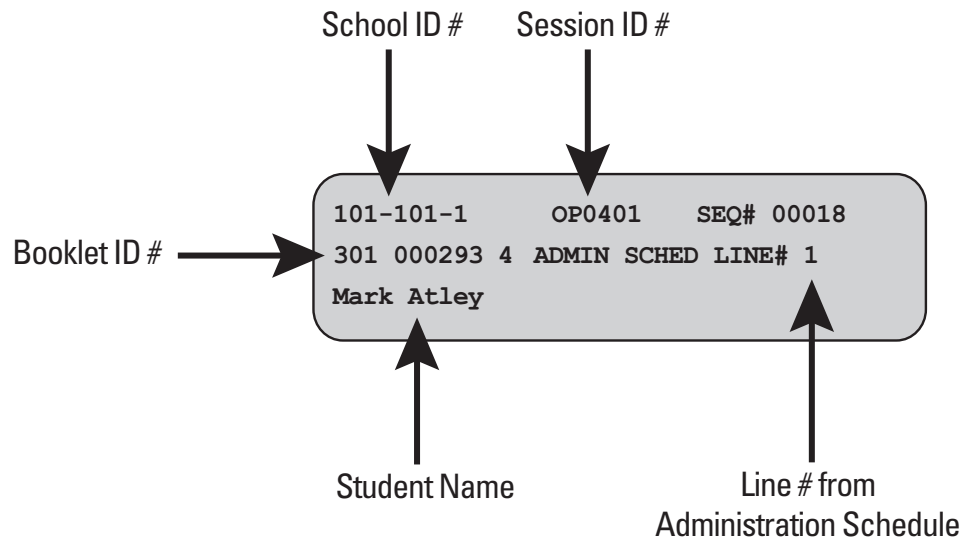 School ID #
Session ID #
101-101-1 OP0401 SEQ# 00018
Booklet ID #
301 000293 4 ADMIN SCHED LINE# 1
Mark Atley
Student Name
Line # from
Administration Schedule